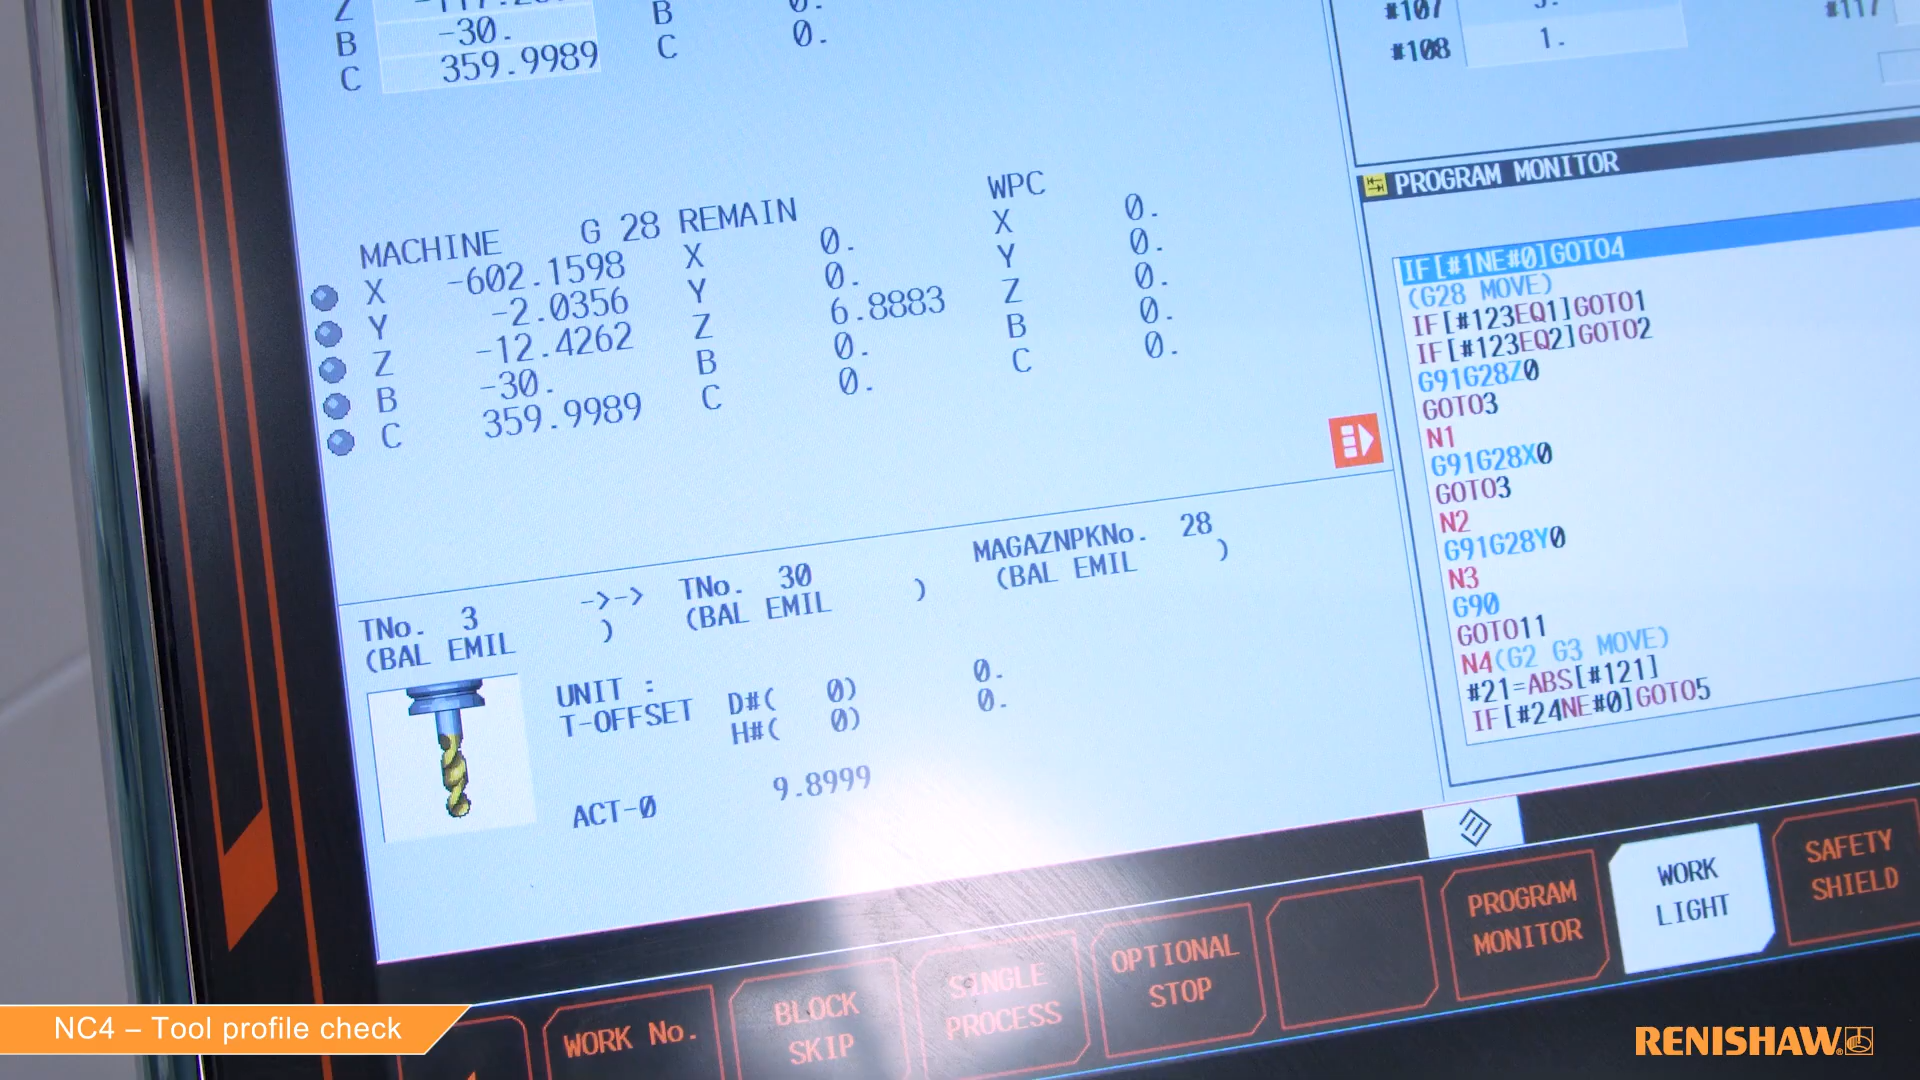 B -30. B 0.
C 359.9989 C 0.
#108 1.
#117
MACHINE G 28 REMAIN WPC
X -602.1598 X 0. X 0.
Y -2.0356 Y 0. Y 0.
Z -12.4262 Z 6.8883 Z 0.
B -30. B 0. B 0.
C 359.9989 C 0. C 0.
TNo. 3 ->-> TNo. 30 MAGAZNPKNo. 28
(BAL EMIL ) (BAL EMIL ) (BAL EMIL )
UNIT :
T-OFFSET D#( 0) 0.
H#( 0) 0.
ACT-0 9.8999
PROGRAM MONITOR
IF[#1NE#0]GOTO4
(G28 MOVE)
IF[#123EQ1]GOTO1
IF[#123EQ2]GOTO2
G91G28Z0
GOTO3
N1
G91G28X0
GOTO3
N2
G91G28Y0
N3
G90
GOTO11
N4(G2 G3 MOVE)
#21=ABS[#121]
IF[#24NE#0]GOTO5
WORK No.
BLOCK
SKIP
SINGLE
PROCESS
OPTIONAL
STOP
PROGRAM
MONITOR
WORK
LIGHT
SAFETY
SHIELD
NC4 – Tool profile check
RENISHAW